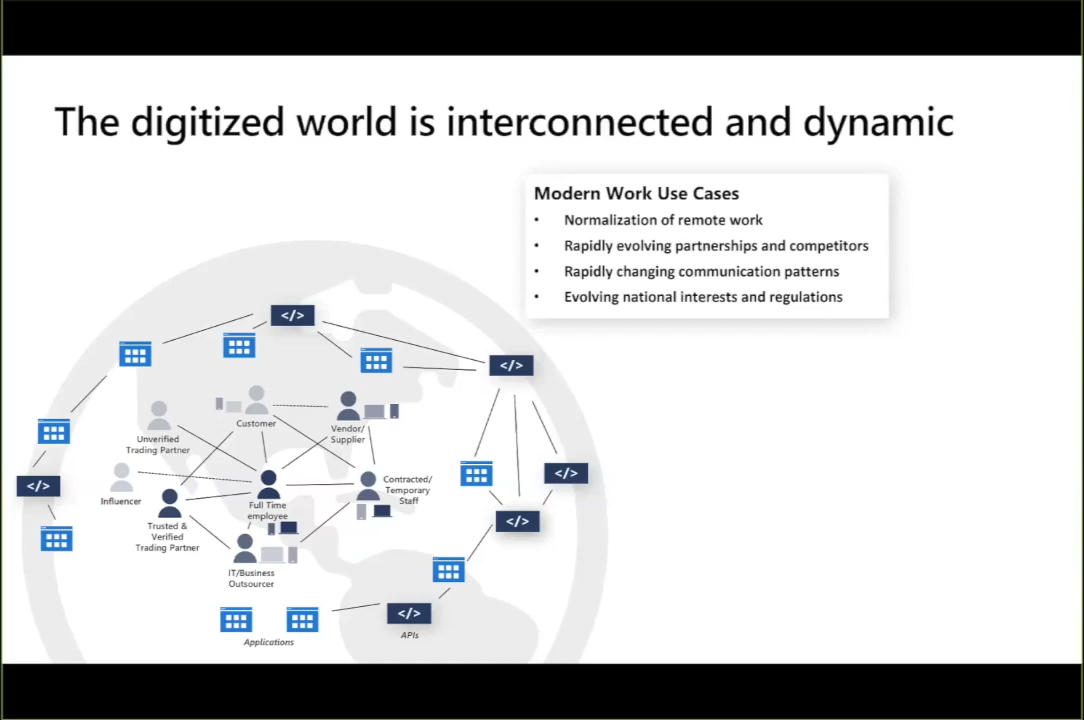 The digitized world is interconnected and dynamic
Modern Work Use Cases
• Normalization of remote work
• Rapidly evolving partnerships and competitors
• Rapidly changing communication patterns
• Evolving national interests and regulations
</>
</>
Customer
Vendor/
Supplier
Unverified
Trading Partner
</>
</>
Influencer
Full Time
employee
Contracted/
Temporary
Staff
Trusted &
Verified
Trading Partner
</>
IT/Business
Outsourcer
</>
Applications
APIs